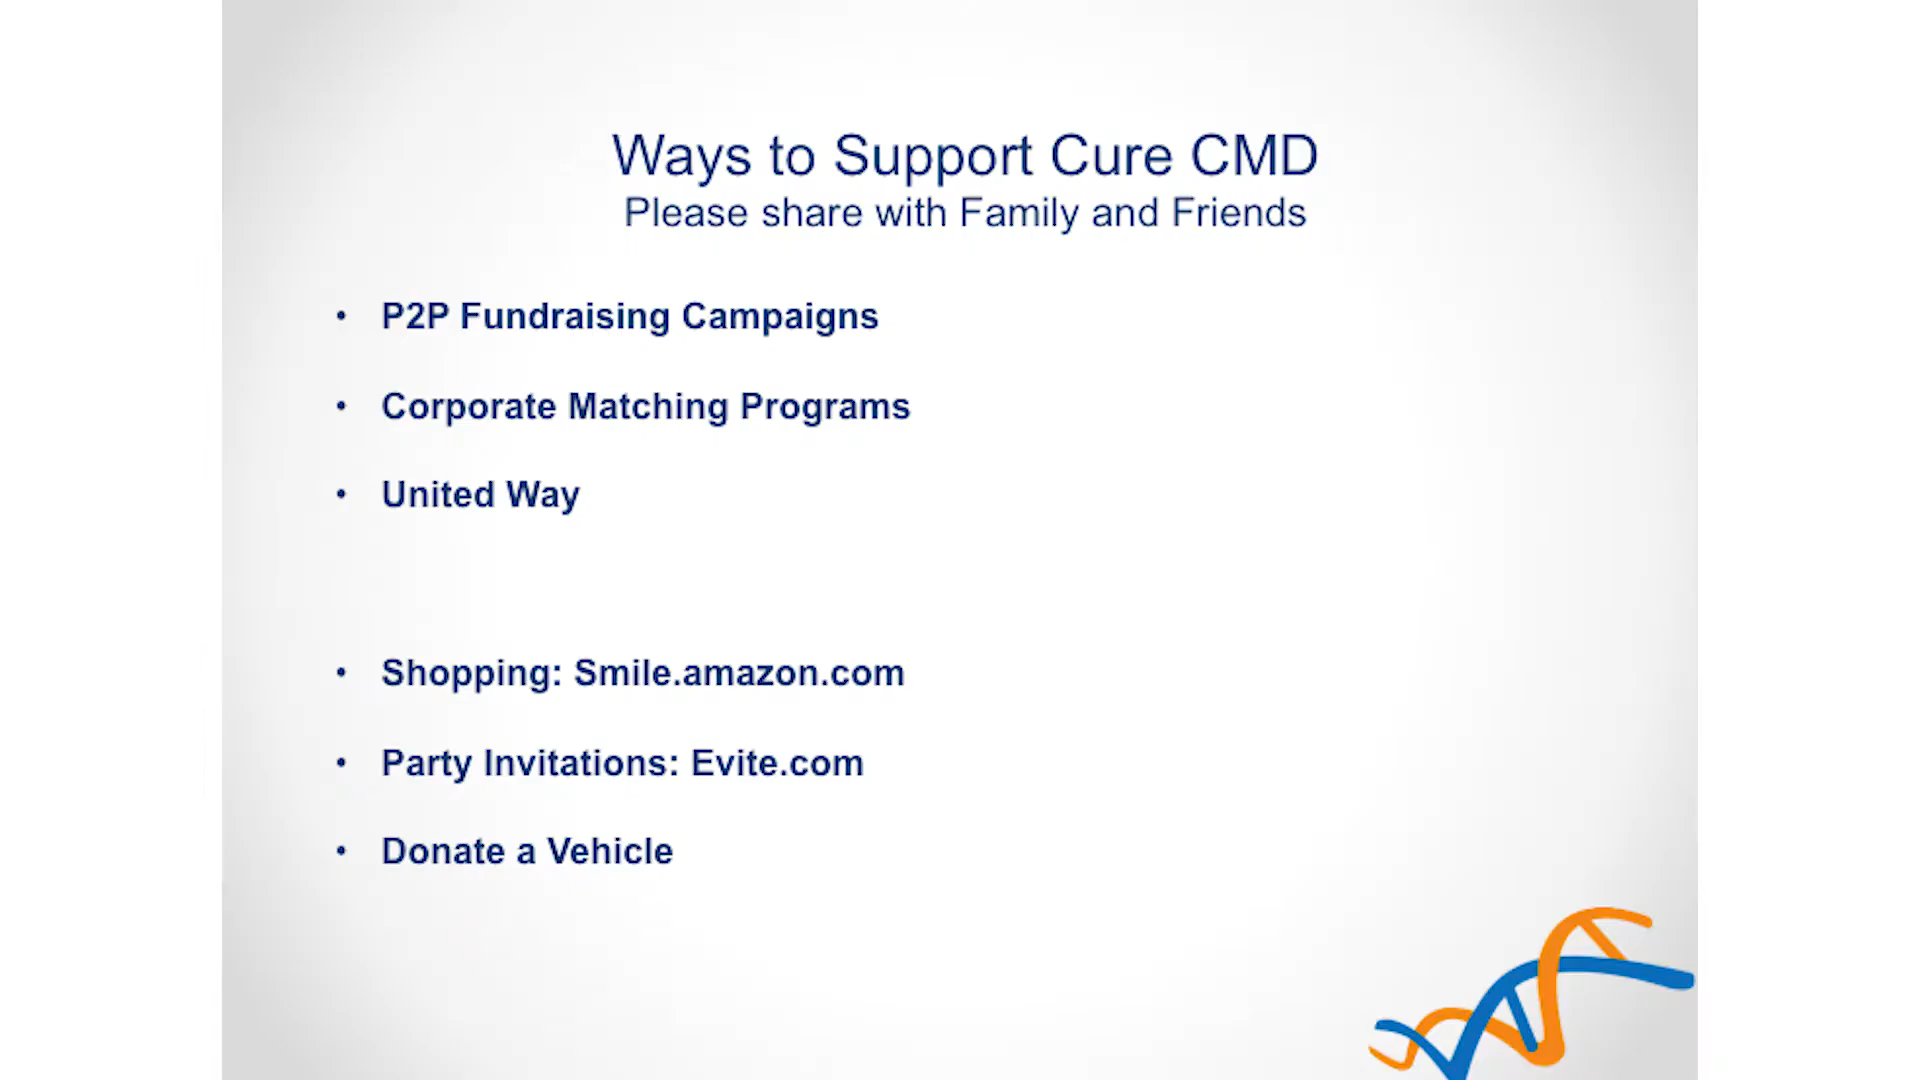 Ways to Support Cure CMD
Please share with Family and Friends
• P2P Fundraising Campaigns
• Corporate Matching Programs
• United Way
• Shopping: Smile.amazon.com
• Party Invitations: Evite.com
• Donate a Vehicle